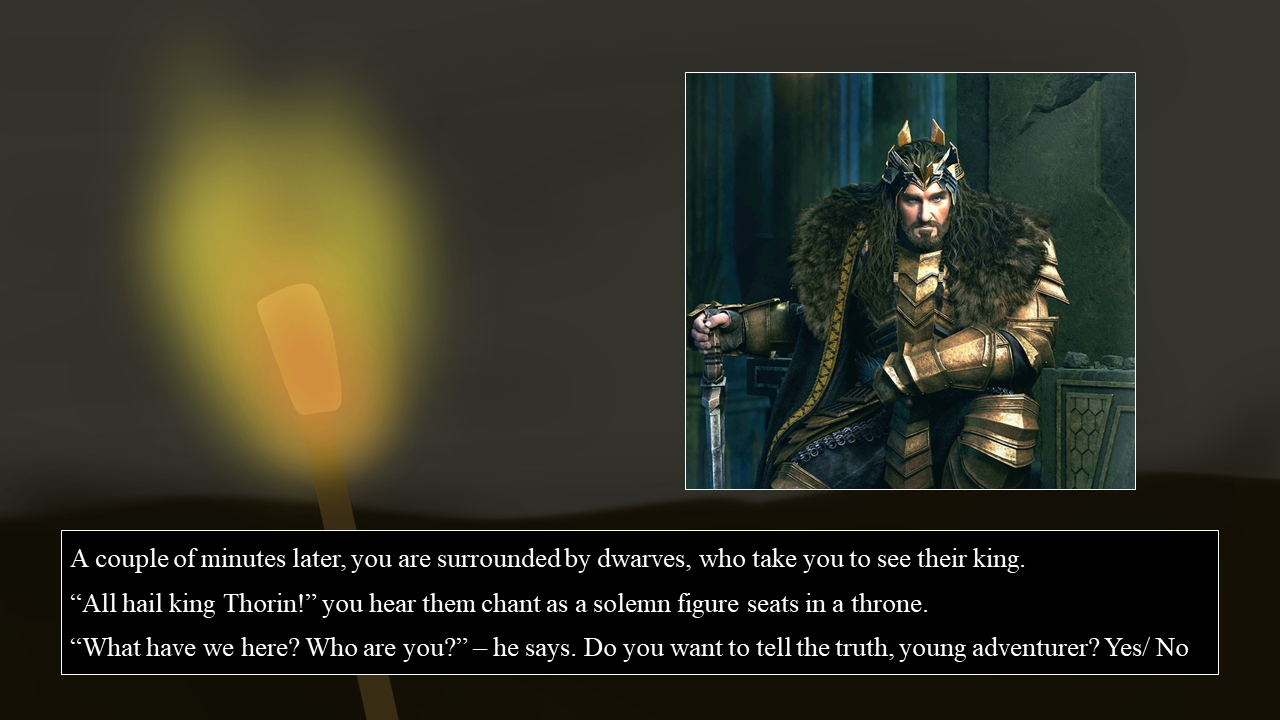 A couple of minutes later, you are surrounded by dwarves, who take you to see their king.
“All hail king Thorin!” you hear them chant as a solemn figure seats in a throne.
“What have we here? Who are you?” – he says. Do you want to tell the truth, young adventurer? Yes/ No